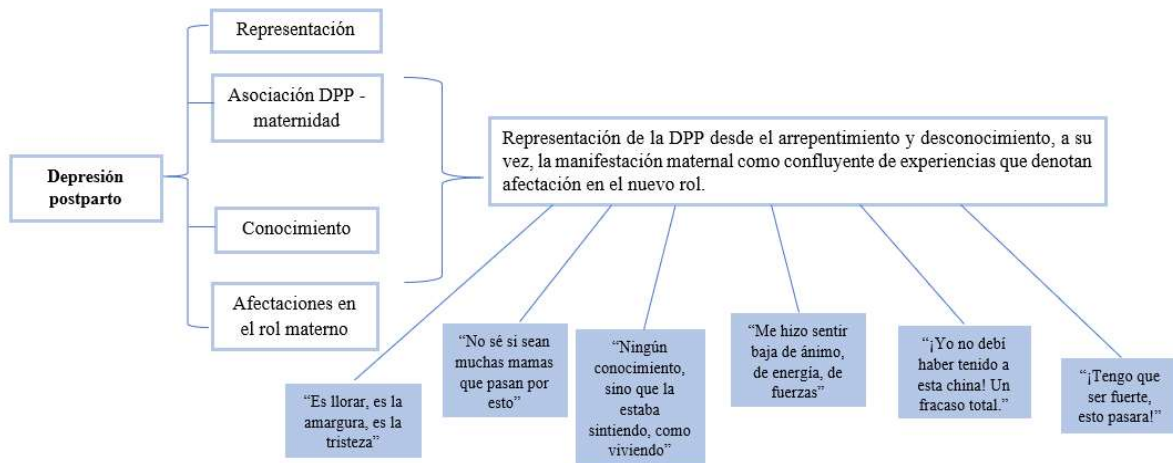 Depresión
postparto
Representación
Asociación DPP -
maternidad
Conocimiento
Afectaciones en
el rol materno
Representación de la DPP desde el arrepentimiento y desconocimiento, a su
vez, la manifestación maternal como confluyente de experiencias que denotan
afectación en el nuevo rol.
“Es llorar, es la
amargura, es la
tristeza”
“No sé si sean
muchas mamas
que pasan por
esto”
“Ningún
conocimiento,
sino que la
estaba
sintiendo, como
viviendo”
“Me hizo sentir
baja de ánimo,
de energía, de
fuerzas”
“¡Yo no debí
haber tenido a
esta china! Un
fracaso total.”
“¡Tengo que
ser fuerte,
esto pasara!”